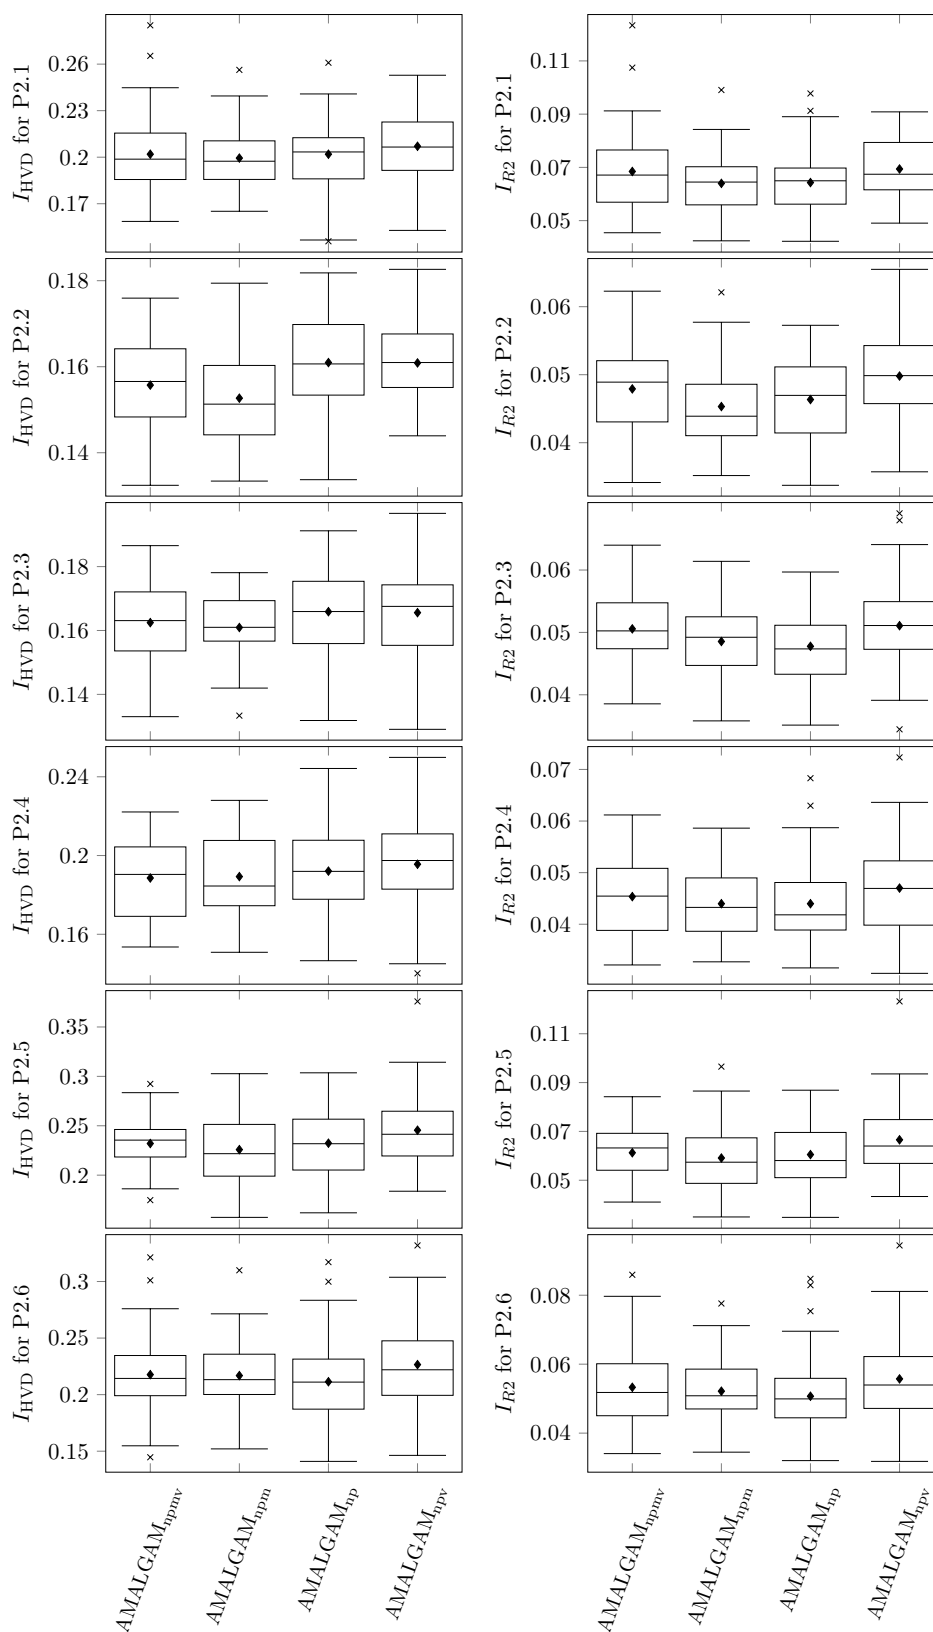 I_HVD for P2.1
0.26
0.23
0.2
0.17
I_R2 for P2.1
0.11
0.09
0.07
0.05
I_HVD for P2.2
0.18
0.16
0.14
I_R2 for P2.2
0.06
0.05
0.04
I_HVD for P2.3
0.18
0.16
0.14
I_R2 for P2.3
0.06
0.05
0.04
I_HVD for P2.4
0.24
0.2
0.16
I_R2 for P2.4
0.07
0.06
0.05
0.04
I_HVD for P2.5
0.35
0.3
0.25
0.2
I_R2 for P2.5
0.11
0.09
0.07
0.05
I_HVD for P2.6
0.3
0.25
0.2
0.15
I_R2 for P2.6
0.08
0.06
0.04
AMALGAM_npmv
AMALGAM_npm
AMALGAM_np
AMALGAM_npv
AMALGAM_npmv
AMALGAM_npm
AMALGAM_np
AMALGAM_npv